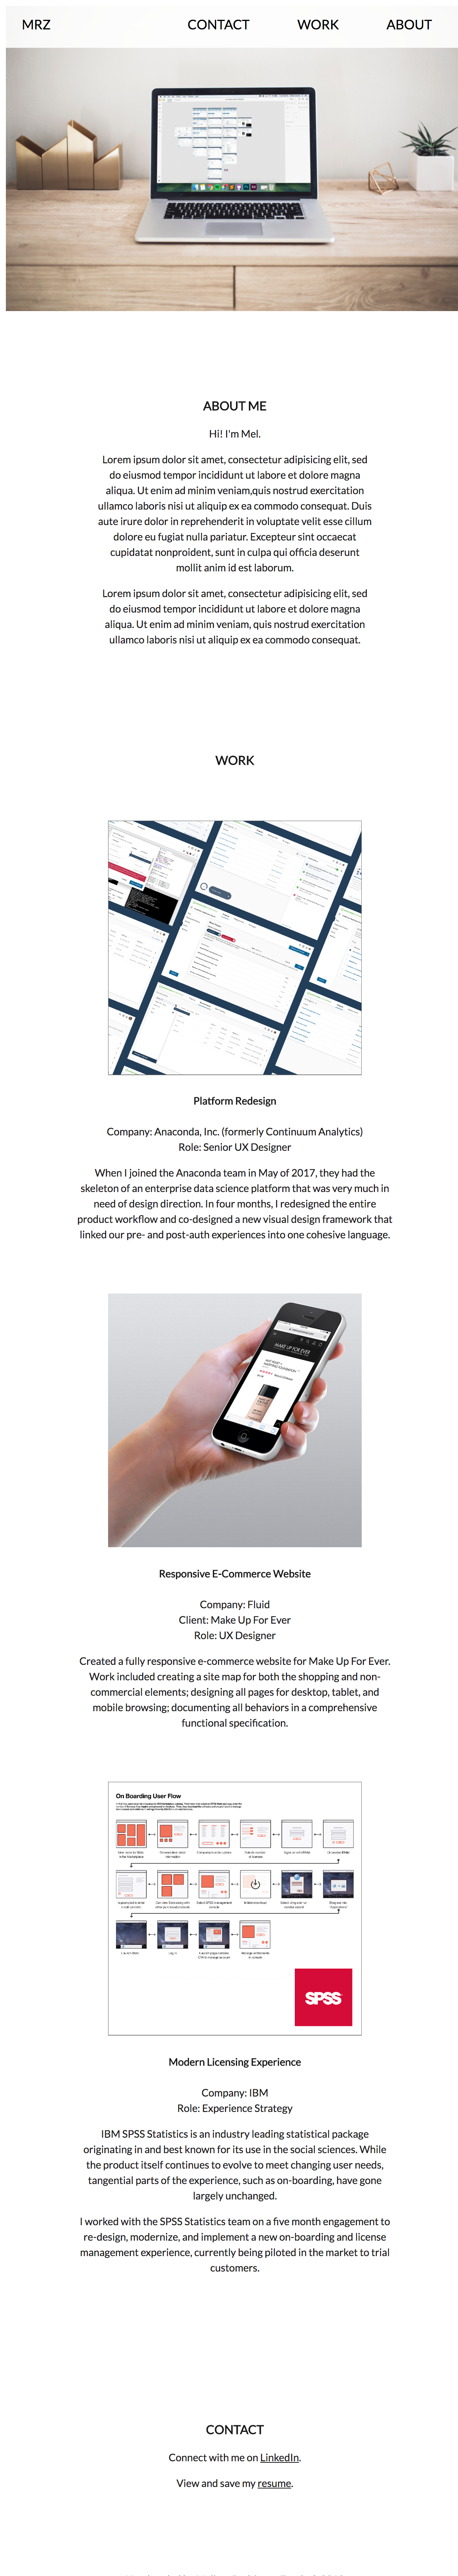 MRZ
CONTACT
WORK
ABOUT
ABOUT ME
Hi! I'm Mel.
Lorem ipsum dolor sit amet, consectetur adipisicing elit, sed
do eiusmod tempor incididunt ut labore et dolore magna
aliqua. Ut enim ad minim veniam,quis nostrud exercitation
ullamco laboris nisi ut aliquip ex ea commodo consequat. Duis
aute irure dolor in reprehenderit in voluptate velit esse cillum
dolore eu fugiat nulla pariatur. Excepteur sint occaecat
cupidatat nonproident, sunt in culpa qui officia deserunt
mollit anim id est laborum.
Lorem ipsum dolor sit amet, consectetur adipisicing elit, sed
do eiusmod tempor incididunt ut labore et dolore magna
aliqua. Ut enim ad minim veniam, quis nostrud exercitation
ullamco laboris nisi ut aliquip ex ea commodo consequat.
WORK
Platform Redesign
Company: Anaconda, Inc. (formerly Continuum Analytics)
Role: Senior UX Designer
When I joined the Anaconda team in May of 2017, they had the
skeleton of an enterprise data science platform that was very much in
need of design direction. In four months, I redesigned the entire
product workflow and co-designed a new visual design framework that
linked our pre- and post-auth experiences into one cohesive language.
MAKE UP FOR EVER
Responsive E-Commerce Website
Company: Fluid
Client: Make Up For Ever
Role: UX Designer
Created a fully responsive e-commerce website for Make Up For Ever.
Work included creating a site map for both the shopping and non-
commercial elements; designing all pages for desktop, tablet, and
mobile browsing; documenting all behaviors in a comprehensive
functional specification.
On Boarding User Flow
SPSS
Modern Licensing Experience
Company: IBM
Role: Experience Strategy
IBM SPSS Statistics is an industry leading statistical package
originating in and best known for its use in the social sciences. While
the product itself continues to evolve to meet changing user needs,
tangential parts of the experience, such as on-boarding, have gone
largely unchanged.
I worked with the SPSS Statistics team on a five month engagement to
re-design, modernize, and implement a new on-boarding and license
management experience, currently being piloted in the market to trial
customers.
CONTACT
Connect with me on LinkedIn.
View and save my resume.